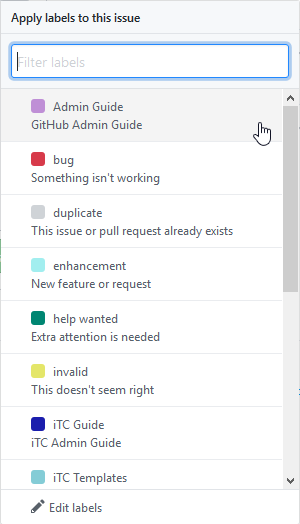 Apply labels to this issue
Filter labels
Admin Guide
GitHub Admin Guide
bug
Something isn't working
duplicate
This issue or pull request already exists
enhancement
New feature or request
help wanted
Extra attention is needed
invalid
This doesn't seem right
iTC Guide
iTC Admin Guide
iTC Templates
Edit labels